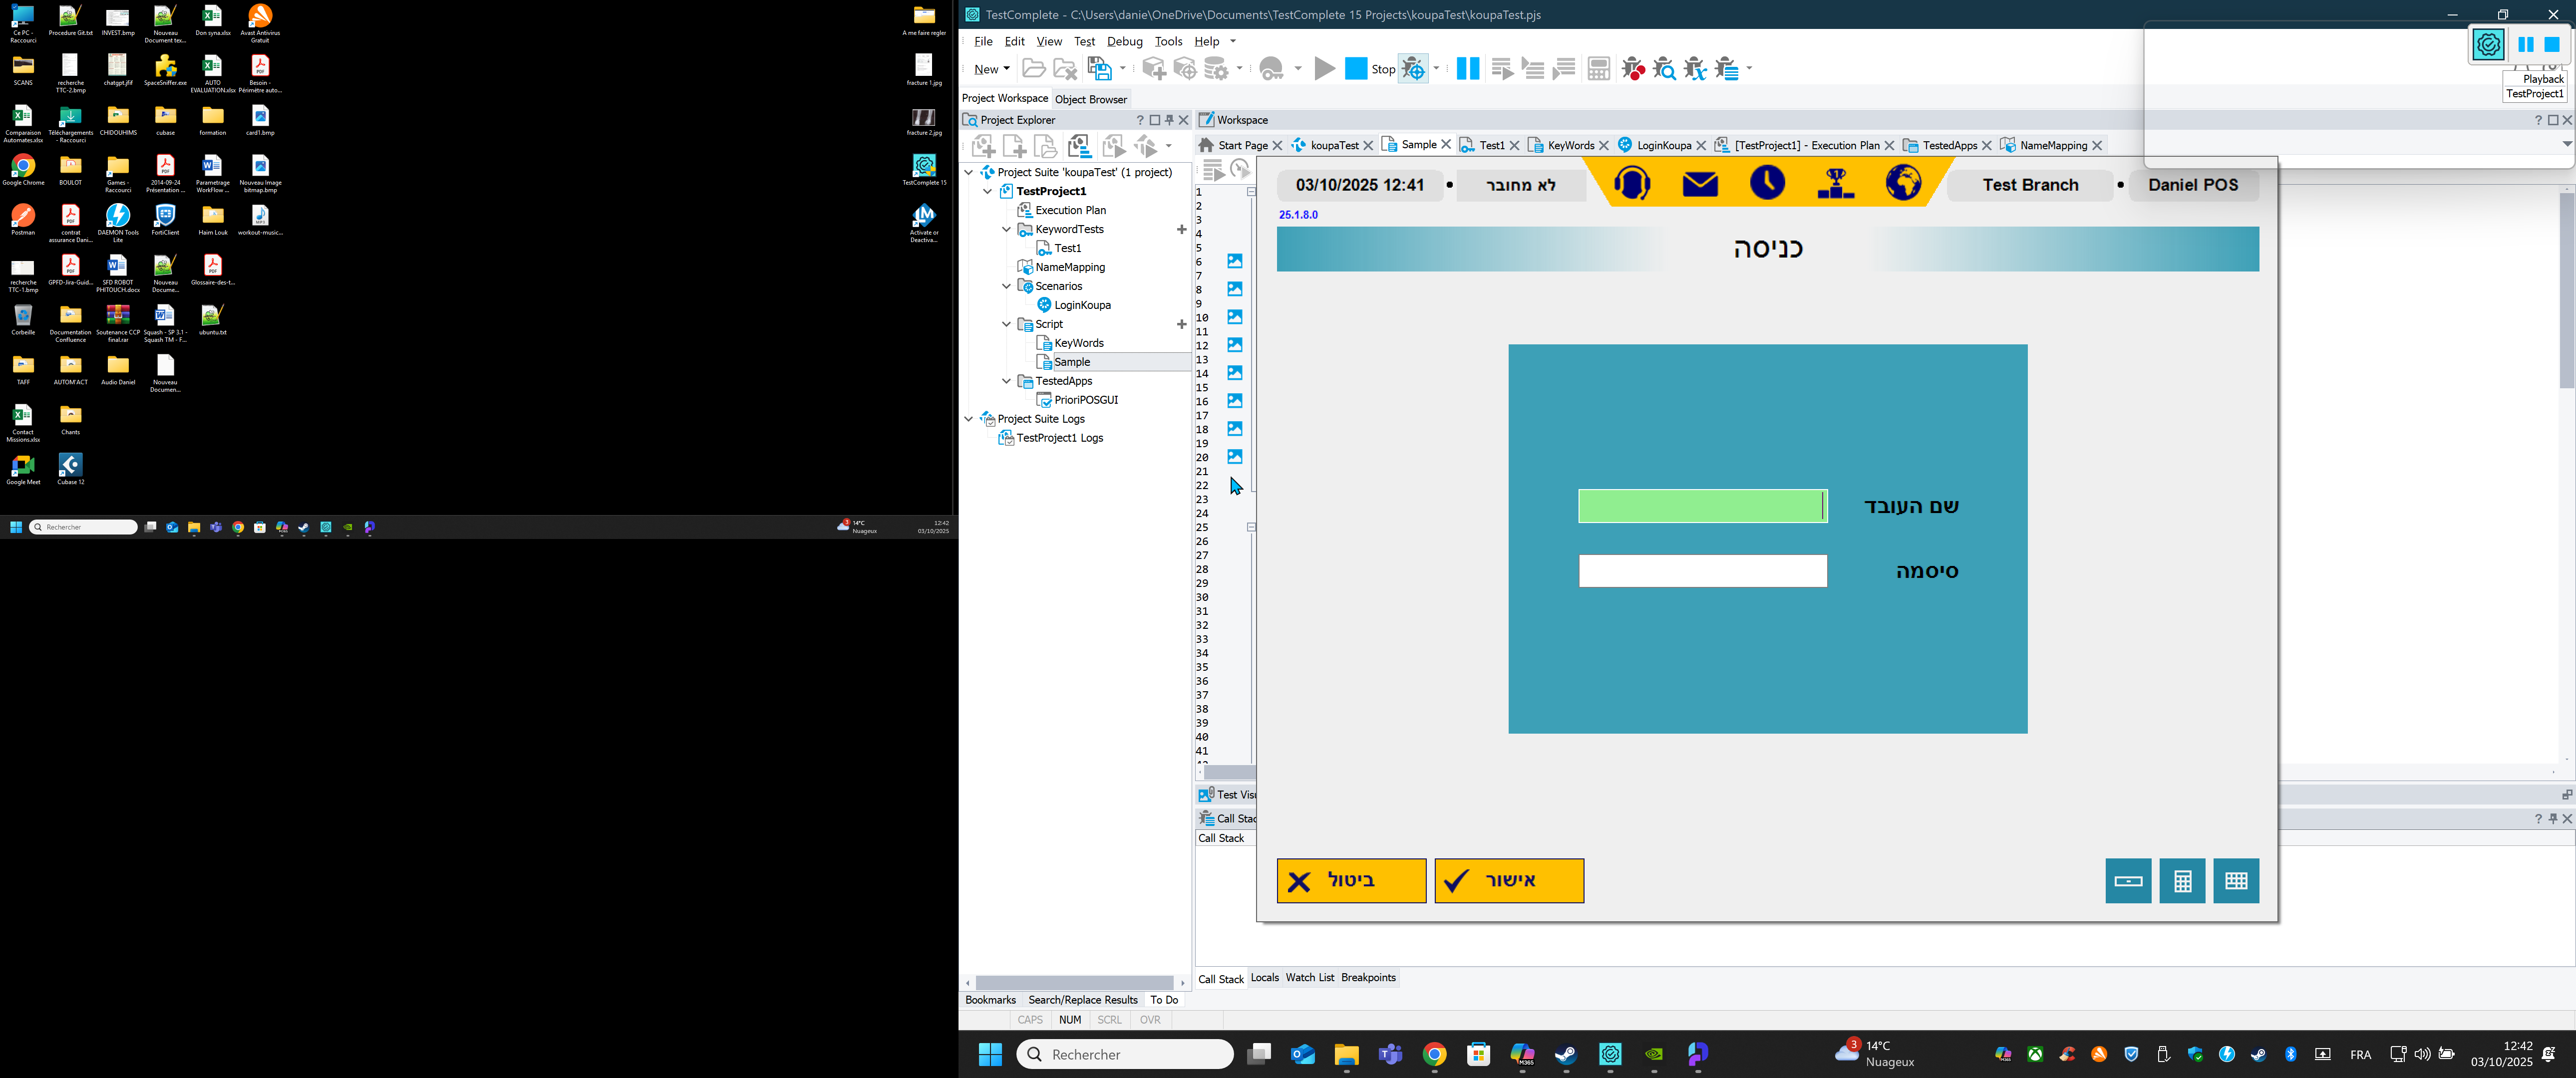 Ce PC - Raccourci
Procedure Git.txt
INVEST.bmp
Nouveau Document tex...
Don syna.xlsx
Avast Antivirus Gratuit
A me faire regler
SCANS
recherche TTC-2.bmp
chatgpt.jfif
SpaceSniffer.exe
AUTO EVALUATION.xlsx
Besoin - Périmètre auto...
fracture 1.jpg
Comparaison Automates.xlsx
Téléchargements - Raccourci
CHIDOUHIMS
cubase
formation
card1.bmp
fracture 2.jpg
Google Chrome
BOULOT
Games - Raccourci
2014-09-24 Présentation ...
Parametrage WorkFlow ...
Nouveau Image bitmap.bmp
TestComplete 15
Postman
contrat assurance Dani...
DAEMON Tools Lite
FortiClient
Haim Louk
workout-music...
Activate or Deactiva...
recherche TTC-1.bmp
GPFD-Jira-Guid...
SFD ROBOT PHITOUCH.docx
Nouveau Docume...
Glossaire-des-t...
Corbeille
Documentation Confluence
Soutenance CCP final.rar
Squash - SP 3.1 - Squash TM - F...
ubuntu.txt
TAFF
AUTOM'ACT
Audio Daniel
Nouveau Documen...
Contact Missions.xlsx
Chants
Google Meet
Cubase 12
Rechercher
3
14°C
Nuageux
12:42
03/10/2025
TestComplete - C:\Users\danie\OneDrive\Documents\TestComplete 15 Projects\koupaTest\koupaTest.pjs
File Edit View Test Debug Tools Help
New
Stop
Playback
TestProject1
Project Workspace Object Browser
Project Explorer
Workspace
Start Page koupaTest Sample Test1 KeyWords LoginKoupa [TestProject1] - Execution Plan TestedApps NameMapping
Project Suite 'koupaTest' (1 project)
TestProject1
Execution Plan
KeywordTests
Test1
NameMapping
Scenarios
LoginKoupa
Script
KeyWords
Sample
TestedApps
PrioriPOSGUI
Project Suite Logs
TestProject1 Logs
1
2
3
4
5
6
7
8
9
10
11
12
13
14
15
16
17
18
19
20
21
22
23
24
25
26
27
28
29
30
31
32
33
34
35
36
37
38
39
40
41
03/10/2025 12:41 • לא מחובר
Test Branch • Daniel POS
25.1.8.0
כניסה
שם העובד
סיסמה
ביטול
אישור
Test Visu
Call Stac
Call Stack
Call Stack Locals Watch List Breakpoints
Bookmarks Search/Replace Results To Do
CAPS NUM SCRL OVR
Rechercher
3
14°C
Nuageux
FRA
12:42
03/10/2025